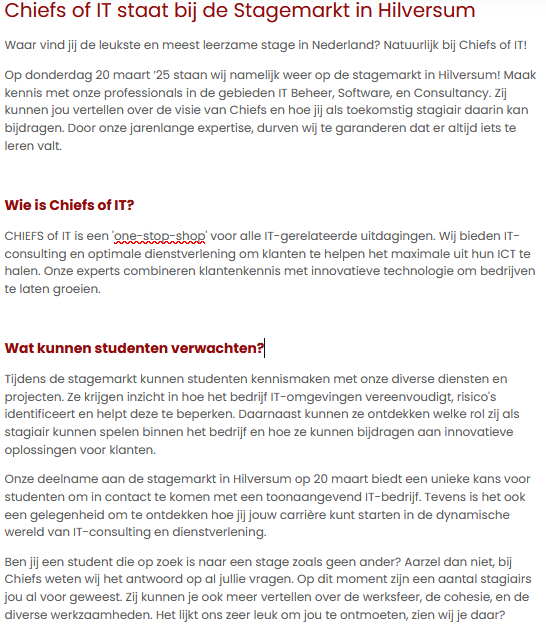 Chiefs of IT staat bij de Stagemarkt in Hilversum
Waar vind jij de leukste en meest leerzame stage in Nederland? Natuurlijk bij Chiefs of IT!
Op donderdag 20 maart ’25 staan wij namelijk weer op de stagemarkt in Hilversum! Maak
kennis met onze professionals in de gebieden IT Beheer, Software, en Consultancy. Zij
kunnen jou vertellen over de visie van Chiefs en hoe jij als toekomstig stagiair daarin kan
bijdragen. Door onze jarenlange expertise, durven wij te garanderen dat er altijd iets te
leren valt.
Wie is Chiefs of IT?
CHIEFS of IT is een 'one-stop-shop' voor alle IT-gerelateerde uitdagingen. Wij bieden IT-
consulting en optimale dienstverlening om klanten te helpen het maximale uit hun ICT te
halen. Onze experts combineren klantenkennis met innovatieve technologie om bedrijven
te laten groeien.
Wat kunnen studenten verwachten?
Tijdens de stagemarkt kunnen studenten kennismaken met onze diverse diensten en
projecten. Ze krijgen inzicht in hoe het bedrijf IT-omgevingen vereenvoudigt, risico's
identificeert en helpt deze te beperken. Daarnaast kunnen ze ontdekken welke rol zij als
stagiair kunnen spelen binnen het bedrijf en hoe ze kunnen bijdragen aan innovatieve
oplossingen voor klanten.
Onze deelname aan de stagemarkt in Hilversum op 20 maart biedt een unieke kans voor
studenten om in contact te komen met een toonaangevend IT-bedrijf. Tevens is het ook
een gelegenheid om te ontdekken hoe jij jouw carrière kunt starten in de dynamische
wereld van IT-consulting en dienstverlening.
Ben jij een student die op zoek is naar een stage zoals geen ander? Aarzel dan niet, bij
Chiefs weten wij het antwoord op al jullie vragen. Op dit moment zijn een aantal stagiairs
jou al voor geweest. Zij kunnen je ook meer vertellen over de werksfeer, de cohesie, en de
diverse werkzaamheden. Het lijkt ons zeer leuk om jou te ontmoeten, zien wij je daar?